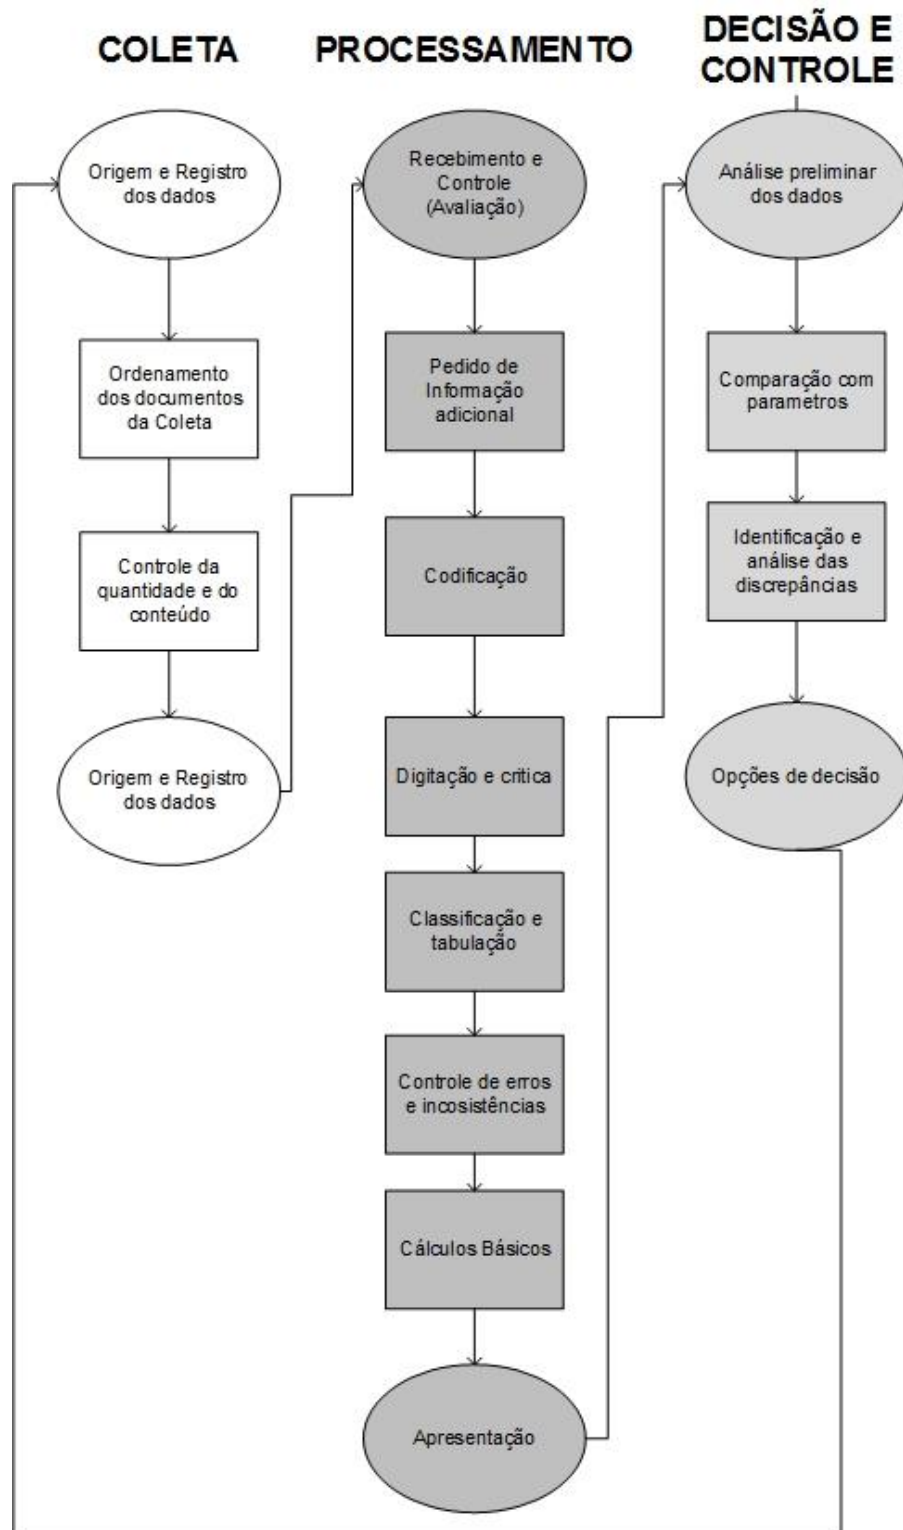 COLETA
PROCESSAMENTO
DECISÃO E
CONTROLE
Origem e Registro
dos dados
Ordenamento
dos documentos
da Coleta
Controle da
quantidade e do
conteúdo
Origem e Registro
dos dados
Recebimento e
Controle
(Avaliação)
Pedido de
Informação
adicional
Codificação
Digitação e critica
Classificação e
tabulação
Controle de erros
e incosistências
Cálculos Básicos
Apresentação
Análise preliminar
dos dados
Comparação com
parametros
Identificação e
análise das
discrepâncias
Opções de decisão